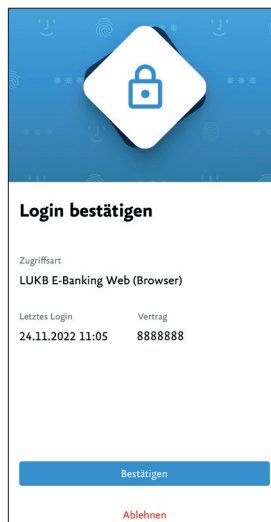 Login bestätigen
Zugriffsart
LUKB E-Banking Web (Browser)
Letztes Login Vertrag
24.11.2022 11:05 8888888
Bestätigen
Ablehnen